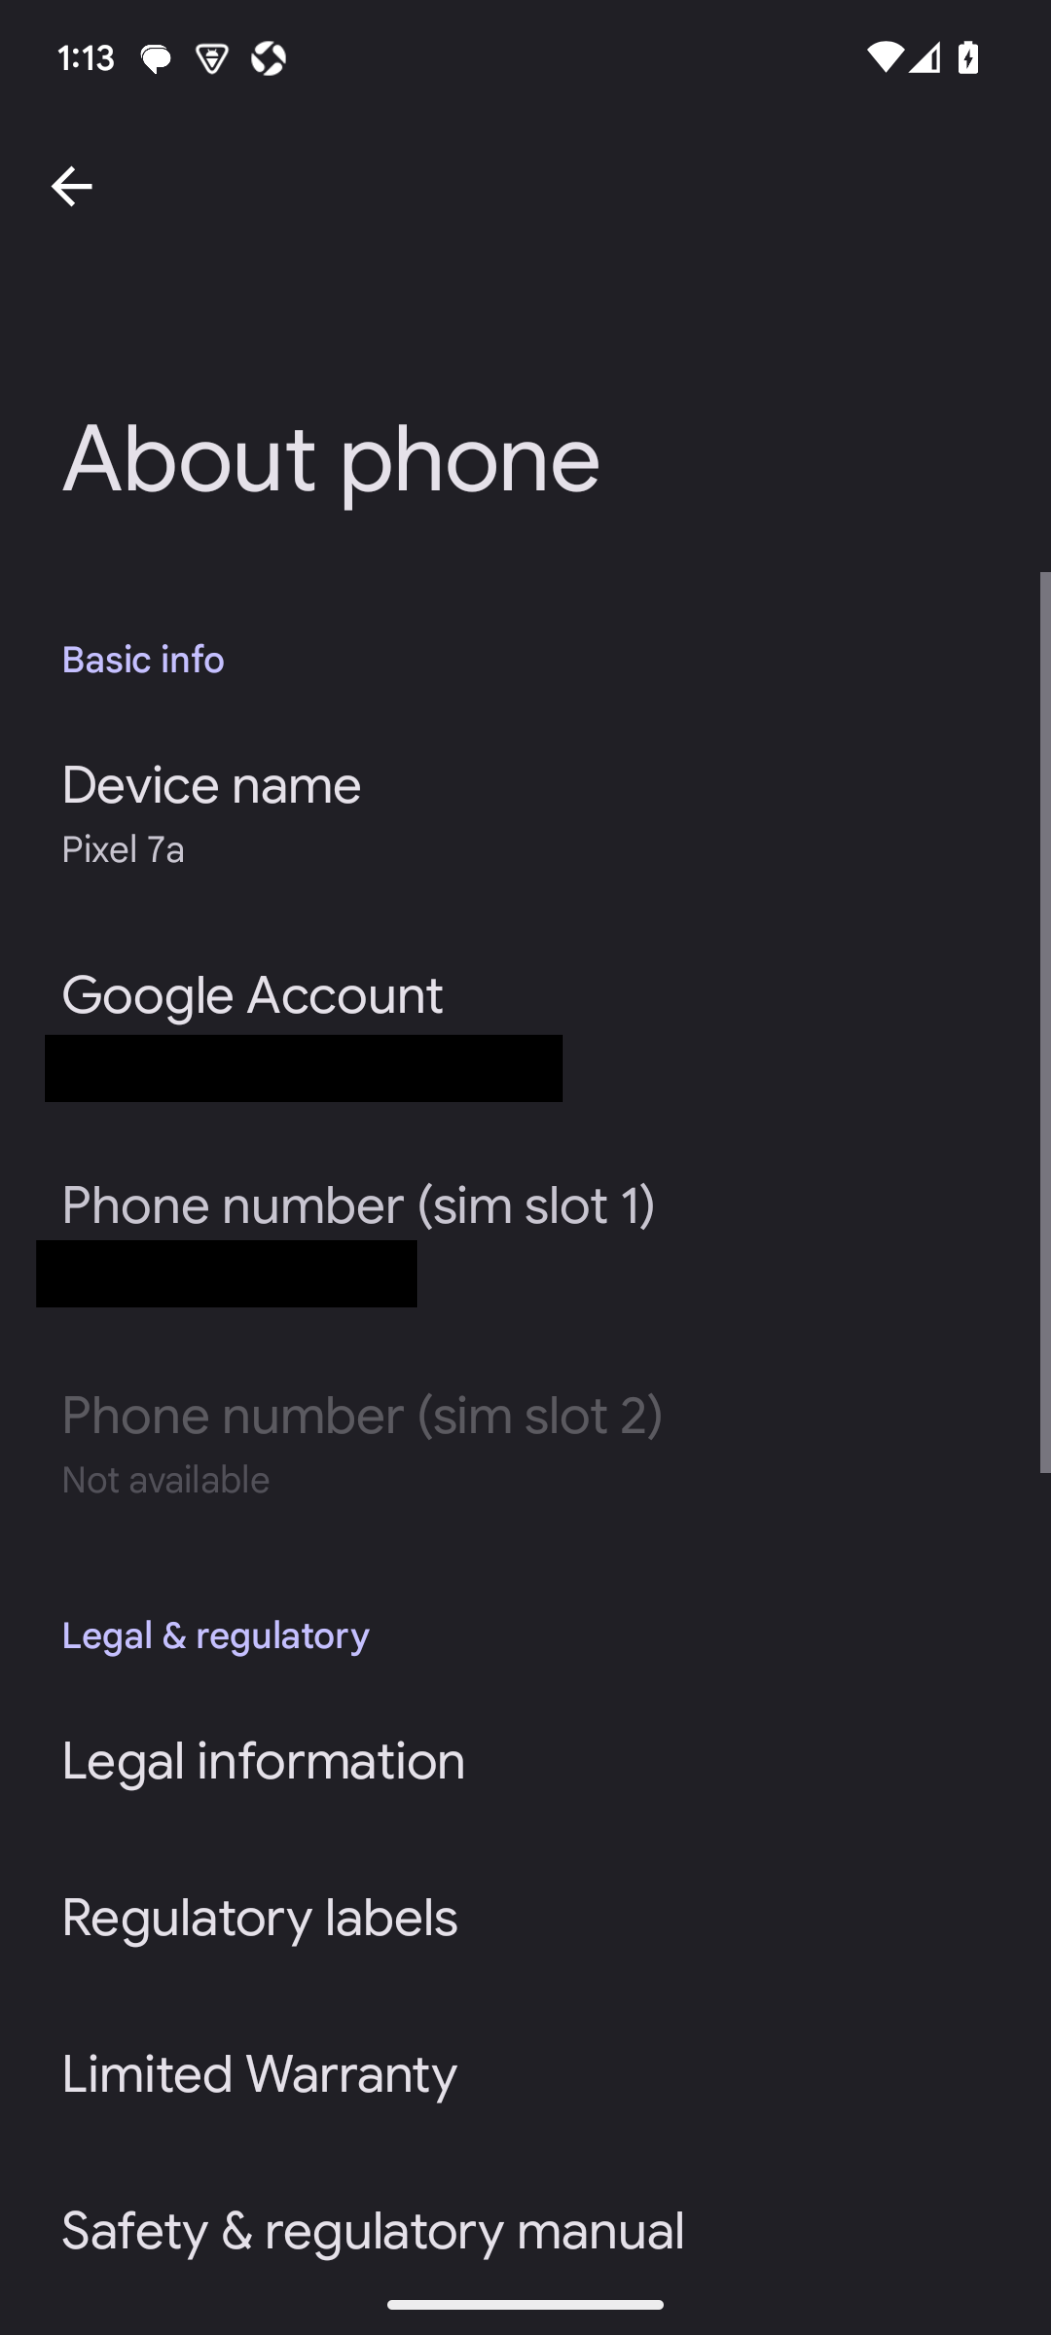 1:13
About phone
Basic info
Device name
Pixel 7a
Google Account
Phone number (sim slot 1)
Phone number (sim slot 2)
Not available
Legal & regulatory
Legal information
Regulatory labels
Limited Warranty
Safety & regulatory manual